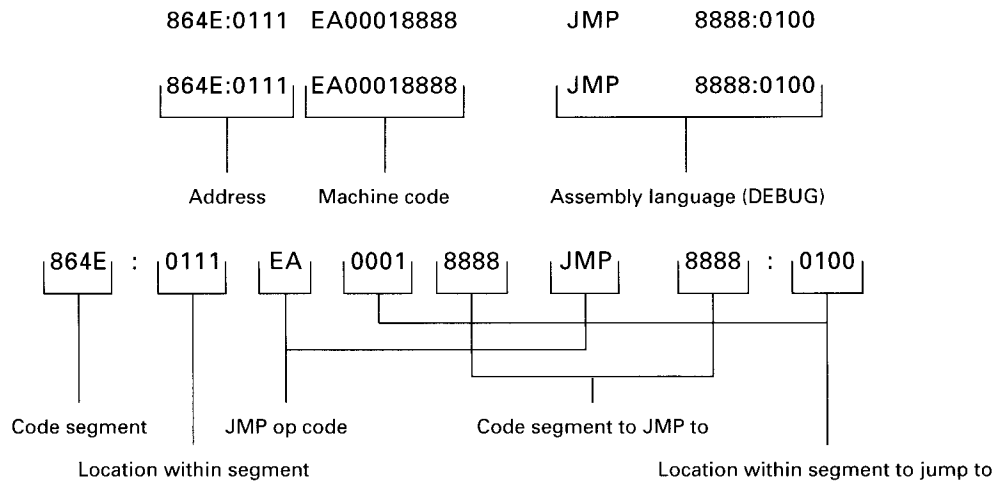 864E:0111 EA00018888 JMP 8888:0100
864E:0111 EA00018888 JMP 8888:0100
Address Machine code Assembly language (DEBUG)
864E : 0111 EA 0001 8888 JMP 8888 : 0100
Code segment JMP op code Code segment to JMP to
Location within segment Location within segment to jump to